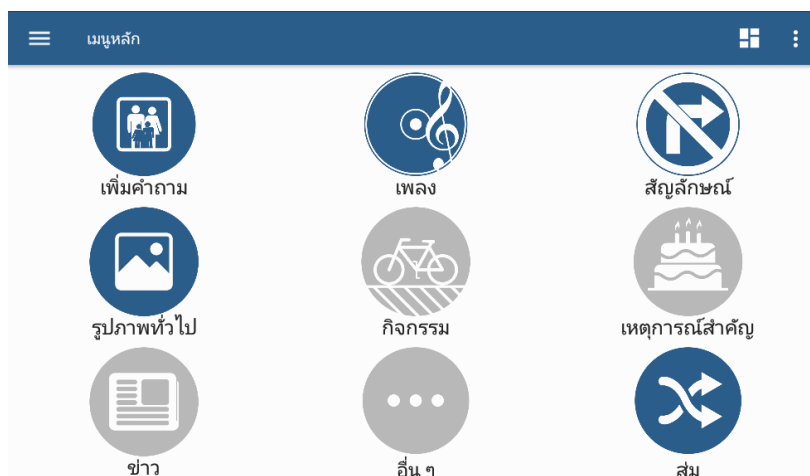 เมนูหลัก
เพิ่มคำถาม
เพลง
สัญลักษณ์
รูปภาพทั่วไป
กิจกรรม
เหตุการณ์สำคัญ
ข่าว
อื่น ๆ
สุ่ม